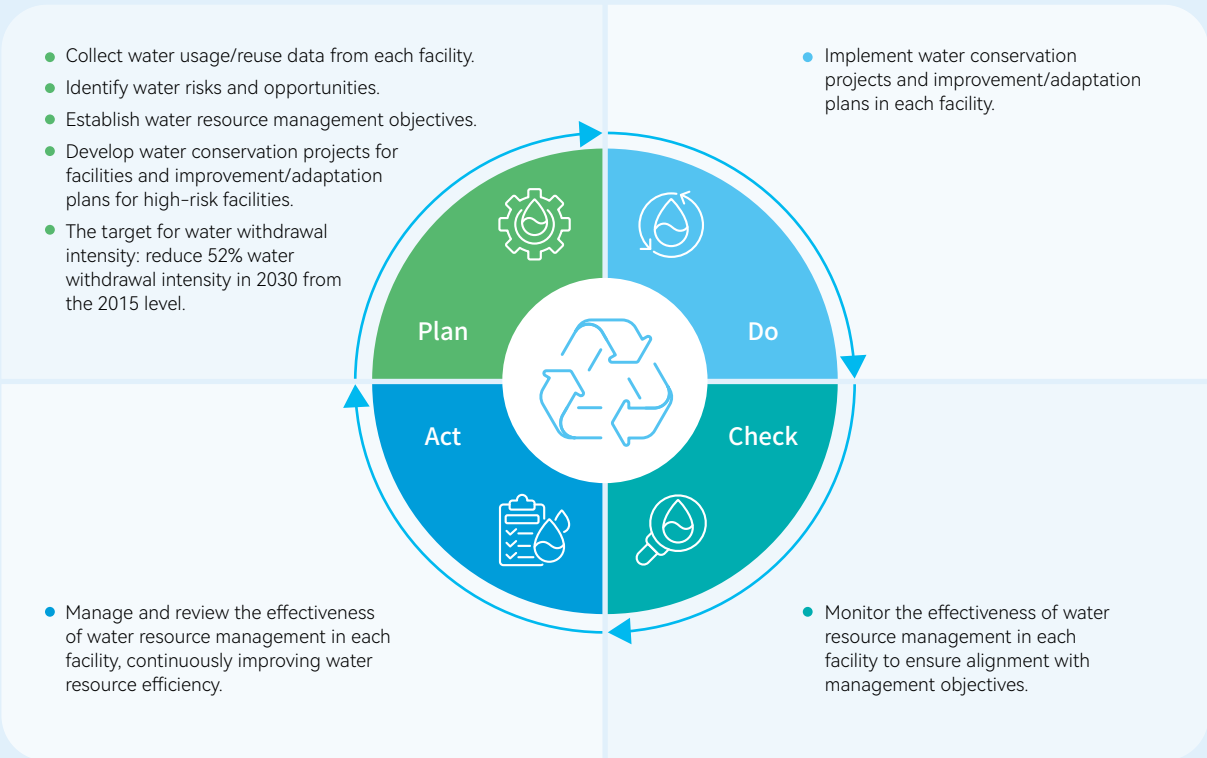 Collect water usage/reuse data from each facility.
Identify water risks and opportunities.
Establish water resource management objectives.
Develop water conservation projects for
facilities and improvement/adaptation
plans for high-risk facilities.
The target for water withdrawal
intensity: reduce 52% water
withdrawal intensity in 2030 from
the 2015 level.
Implement water conservation
projects and improvement/adaptation
plans in each facility.
Plan
Do
Act
Check
Manage and review the effectiveness
of water resource management in each
facility, continuously improving water
resource efficiency.
Monitor the effectiveness of water
resource management in each
facility to ensure alignment with
management objectives.